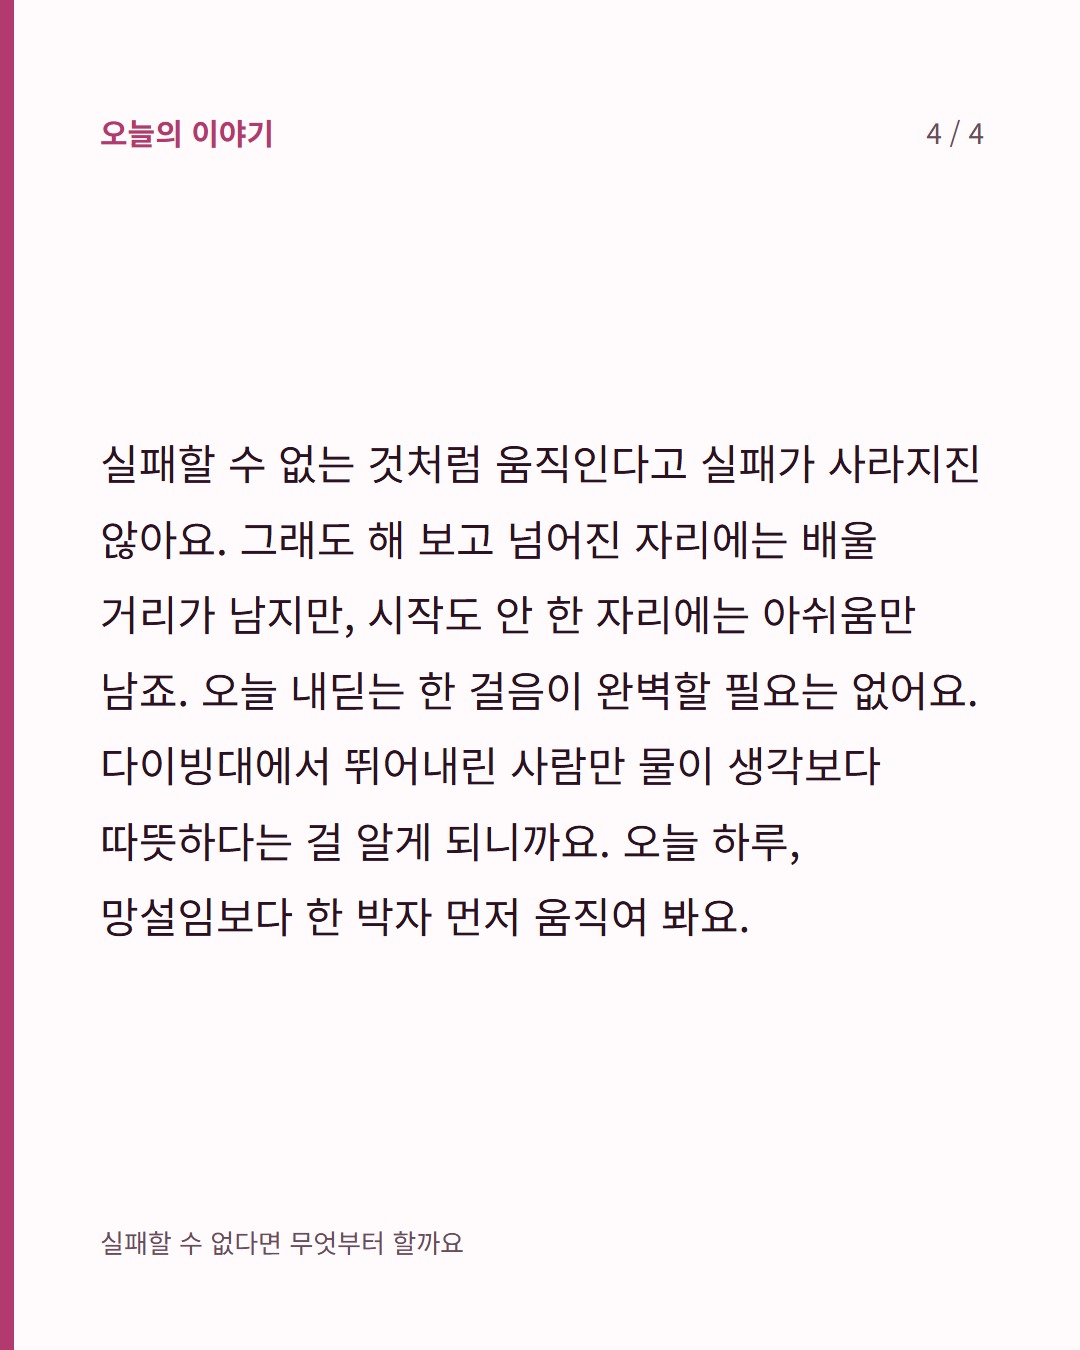 오늘의 이야기
4 / 4
실패할 수 없는 것처럼 움직인다고 실패가 사라지진
않아요. 그래도 해 보고 넘어진 자리에는 배울
거리가 남지만, 시작도 안 한 자리에는 아쉬움만
남죠. 오늘 내딛는 한 걸음이 완벽할 필요는 없어요.
다이빙대에서 뛰어내린 사람만 물이 생각보다
따뜻하다는 걸 알게 되니까요. 오늘 하루,
망설임보다 한 박자 먼저 움직여 봐요.
실패할 수 없다면 무엇부터 할까요